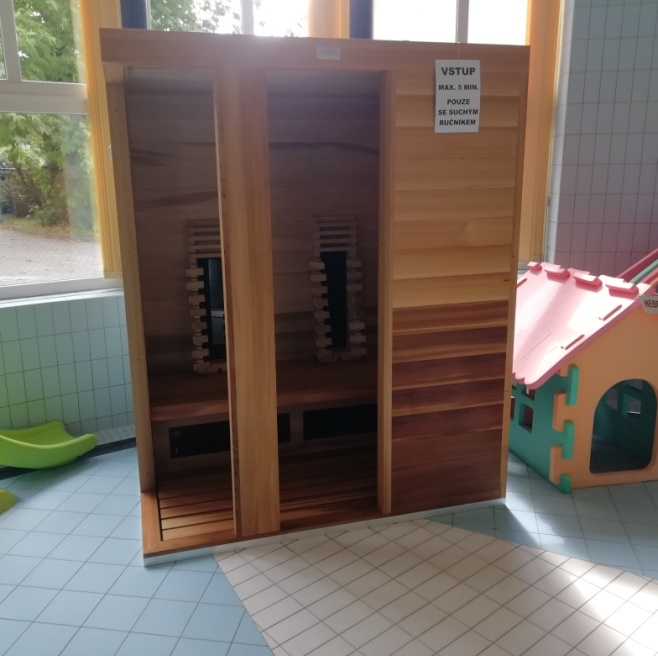 VSTUP
MAX. 5 MIN.
POUZE
SE SUCHÝM
RUČNÍKEM